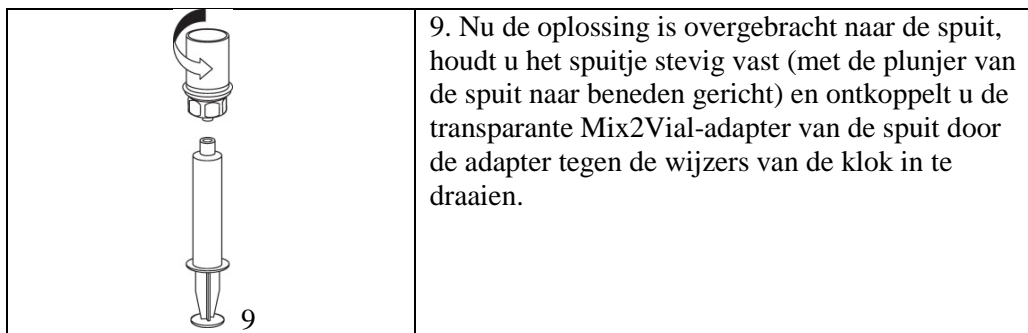 9. Nu de oplossing is overgebracht naar de spuit,
houdt u het spuitje stevig vast (met de plunjer van
de spuit naar beneden gericht) en ontkoppelt u de
transparante Mix2Vial-adapter van de spuit door
de adapter tegen de wijzers van de klok in te
draaien.
9